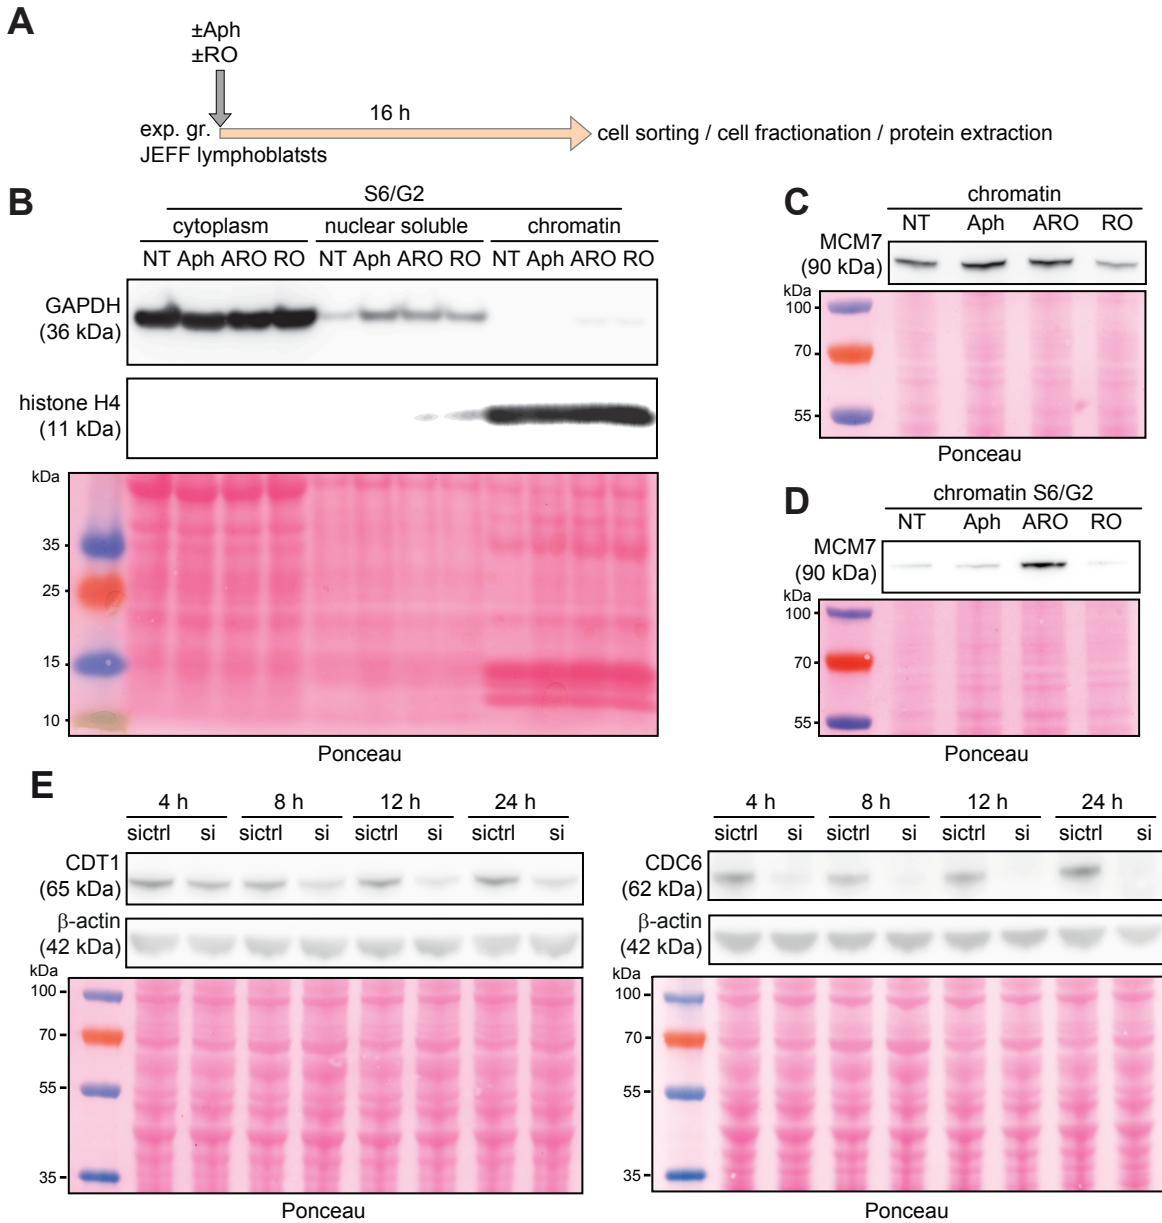 A
±Aph
±RO
16 h
exp. gr.
JEFF lymphoblatsts
cell sorting / cell fractionation / protein extraction
B
S6/G2
cytoplasm nuclear soluble chromatin
NT Aph ARO RO NT Aph ARO RO NT Aph ARO RO
GAPDH
(36 kDa)
histone H4
(11 kDa)
kDa
35
25
15
10
Ponceau
C
chromatin
NT Aph ARO RO
MCM7
(90 kDa)
kDa
100
70
55
Ponceau
D
chromatin S6/G2
NT Aph ARO RO
MCM7
(90 kDa)
kDa
100
70
55
Ponceau
E
4 h 8 h 12 h 24 h
sictrl si sictrl si sictrl si sictrl si
CDT1
(65 kDa)
β-actin
(42 kDa)
kDa
100
70
55
35
Ponceau
4 h 8 h 12 h 24 h
sictrl si sictrl si sictrl si sictrl si
CDC6
(62 kDa)
β-actin
(42 kDa)
kDa
100
70
55
35
Ponceau